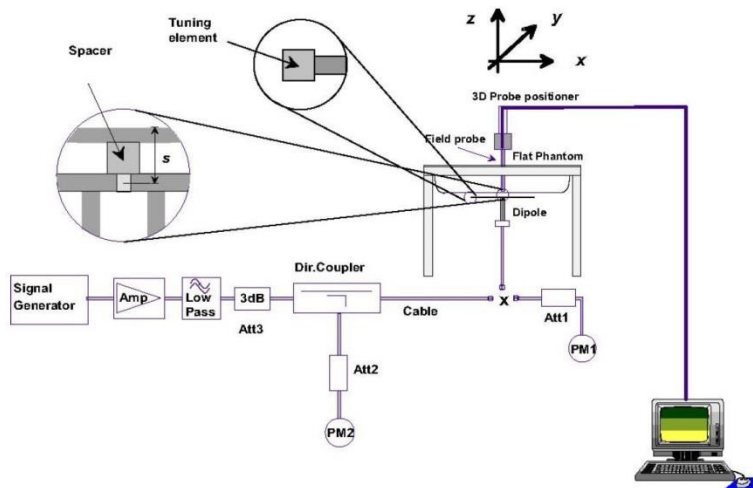 Tuning
element
Spacer
s
z
y
x
3D Probe positioner
Field probe
Flat Phantom
Dipole
Dir.Coupler
Signal
Generator
Amp
Low
Pass
3dB
Att3
Cable
x
Att1
PM1
Att2
PM2